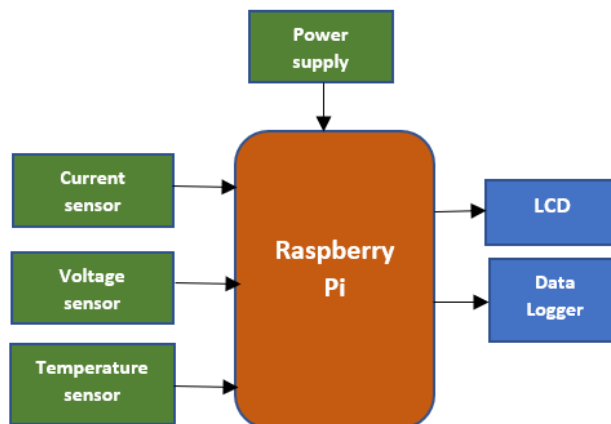 Power
supply
Current
sensor
Voltage
sensor
Temperature
sensor
Raspberry
Pi
LCD
Data
Logger